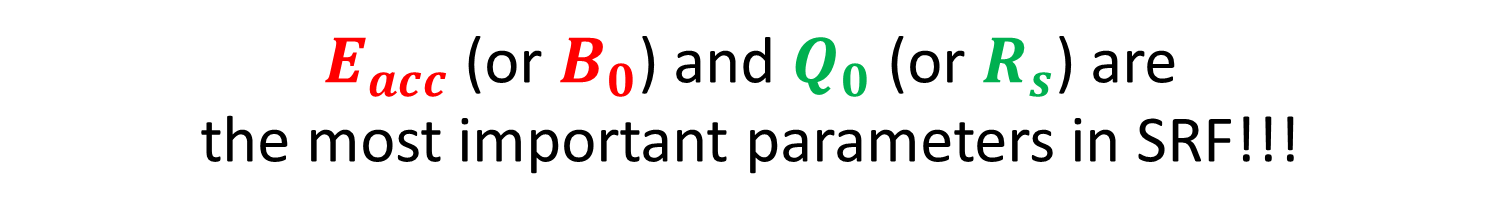 E_acc (or B_0) and Q_0 (or R_s) are
the most important parameters in SRF!!!